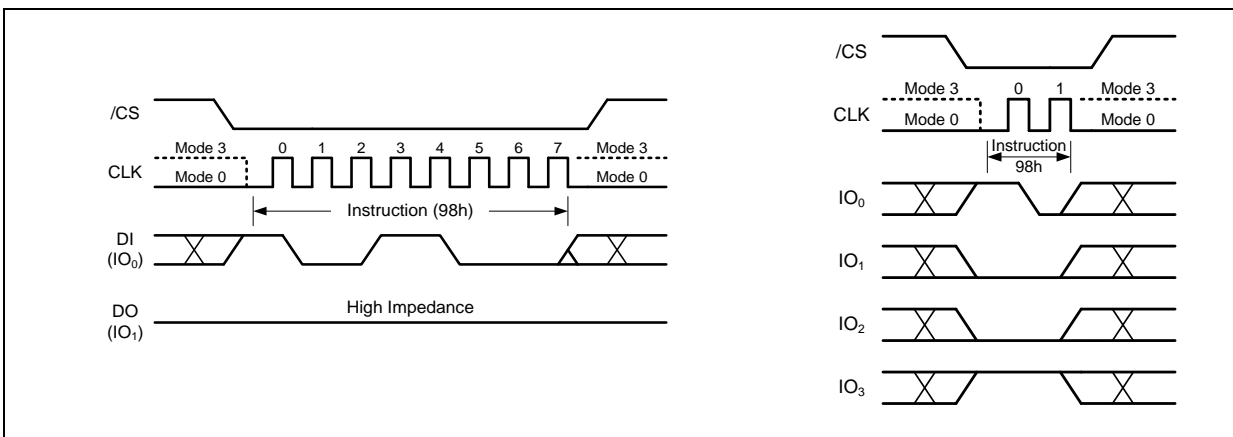 /CS
Mode 3
CLK
Mode 0
0 1 2 3 4 5 6 7
Mode 3
Mode 0
Instruction (98h)
DI
(IO₀)
DO
(IO₁)
High Impedance
/CS
Mode 3
CLK
Mode 0
0 1
Mode 3
Mode 0
Instruction
98h
IO₀
IO₁
IO₂
IO₃